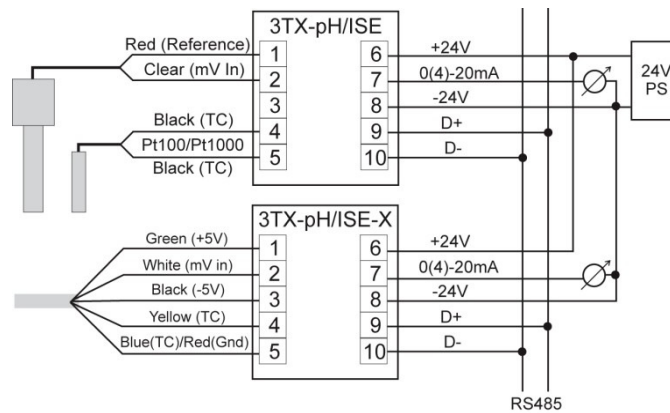 3TX-pH/ISE
Red (Reference) 1 6 +24V
Clear (mV In) 2 7 0(4)-20mA
3 8 -24V
Black (TC) 4 9 D+
Pt100/Pt1000
5 10 D-
Black (TC)
24V
PS
3TX-pH/ISE-X
Green (+5V) 1 6 +24V
White (mV in) 2 7 0(4)-20mA
Black (-5V) 3 8 -24V
Yellow (TC) 4 9 D+
Blue(TC)/Red(Gnd) 5 10 D-
RS485